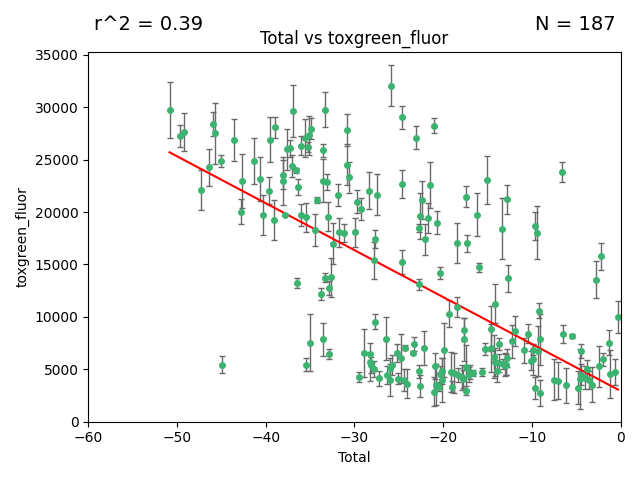 r^2 = 0.39 N = 187
Total vs toxgreen_fluor
35000
30000
25000
20000
15000
10000
5000
0
toxgreen_fluor
−60 −50 −40 −30 −20 −10 0
Total